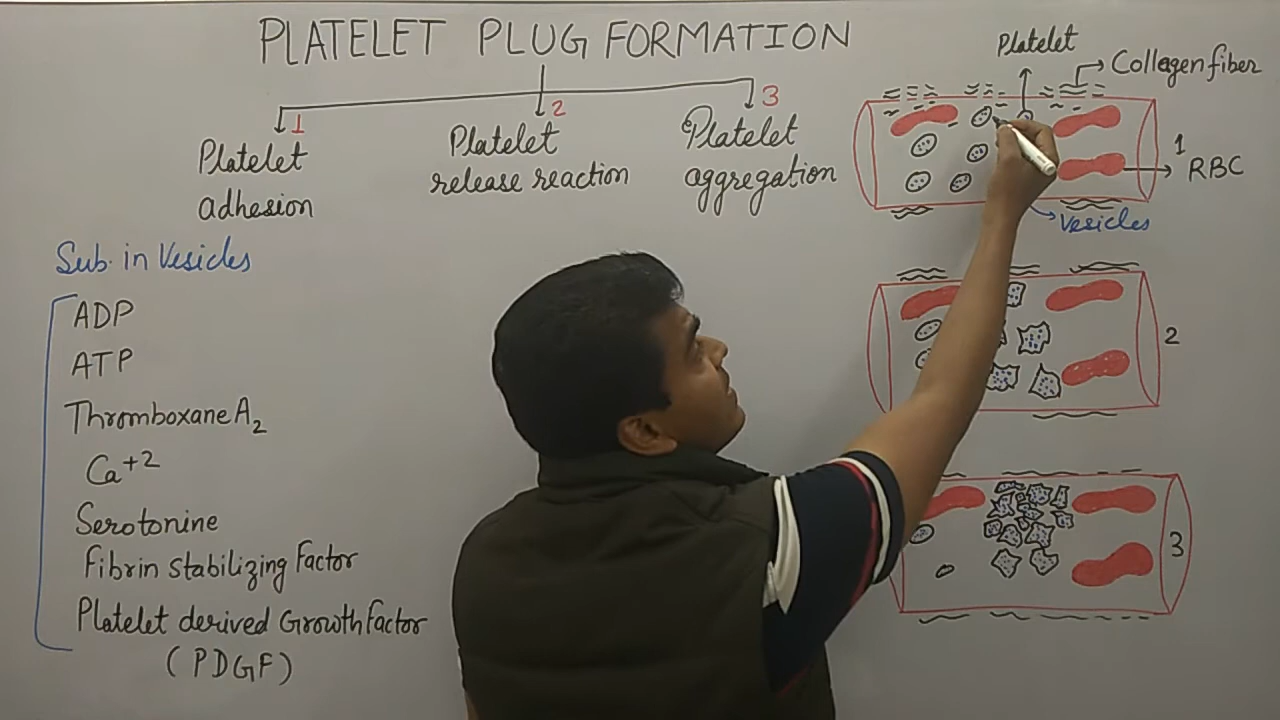 PLATELET PLUG FORMATION
1
Platelet
adhesion
2
Platelet
release reaction
3
Platelet
aggregation
Sub. in Vesicles
ADP
ATP
Thromboxane A2
Ca+2
Serotonine
Fibrin stabilizing Factor
Platelet derived Growth Factor
(PDGF)
Platelet
Collagen fiber
1
RBC
Vesicles
2
3